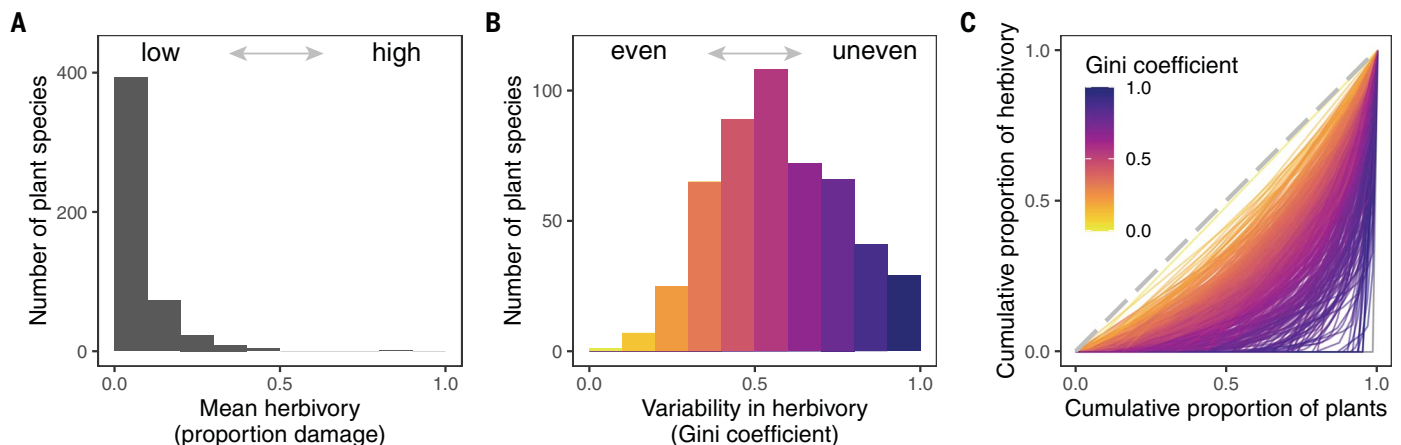 A
low
high
400
200
0
Number of plant species
0.0
0.5
1.0
Mean herbivory
(proportion damage)
B
even
uneven
100
50
0
Number of plant species
0.0
0.5
1.0
Variability in herbivory
(Gini coefficient)
C
Gini coefficient
1.0
0.5
0.0
1.0
0.5
0.0
Cumulative proportion of herbivory
0.0
0.5
1.0
Cumulative proportion of plants